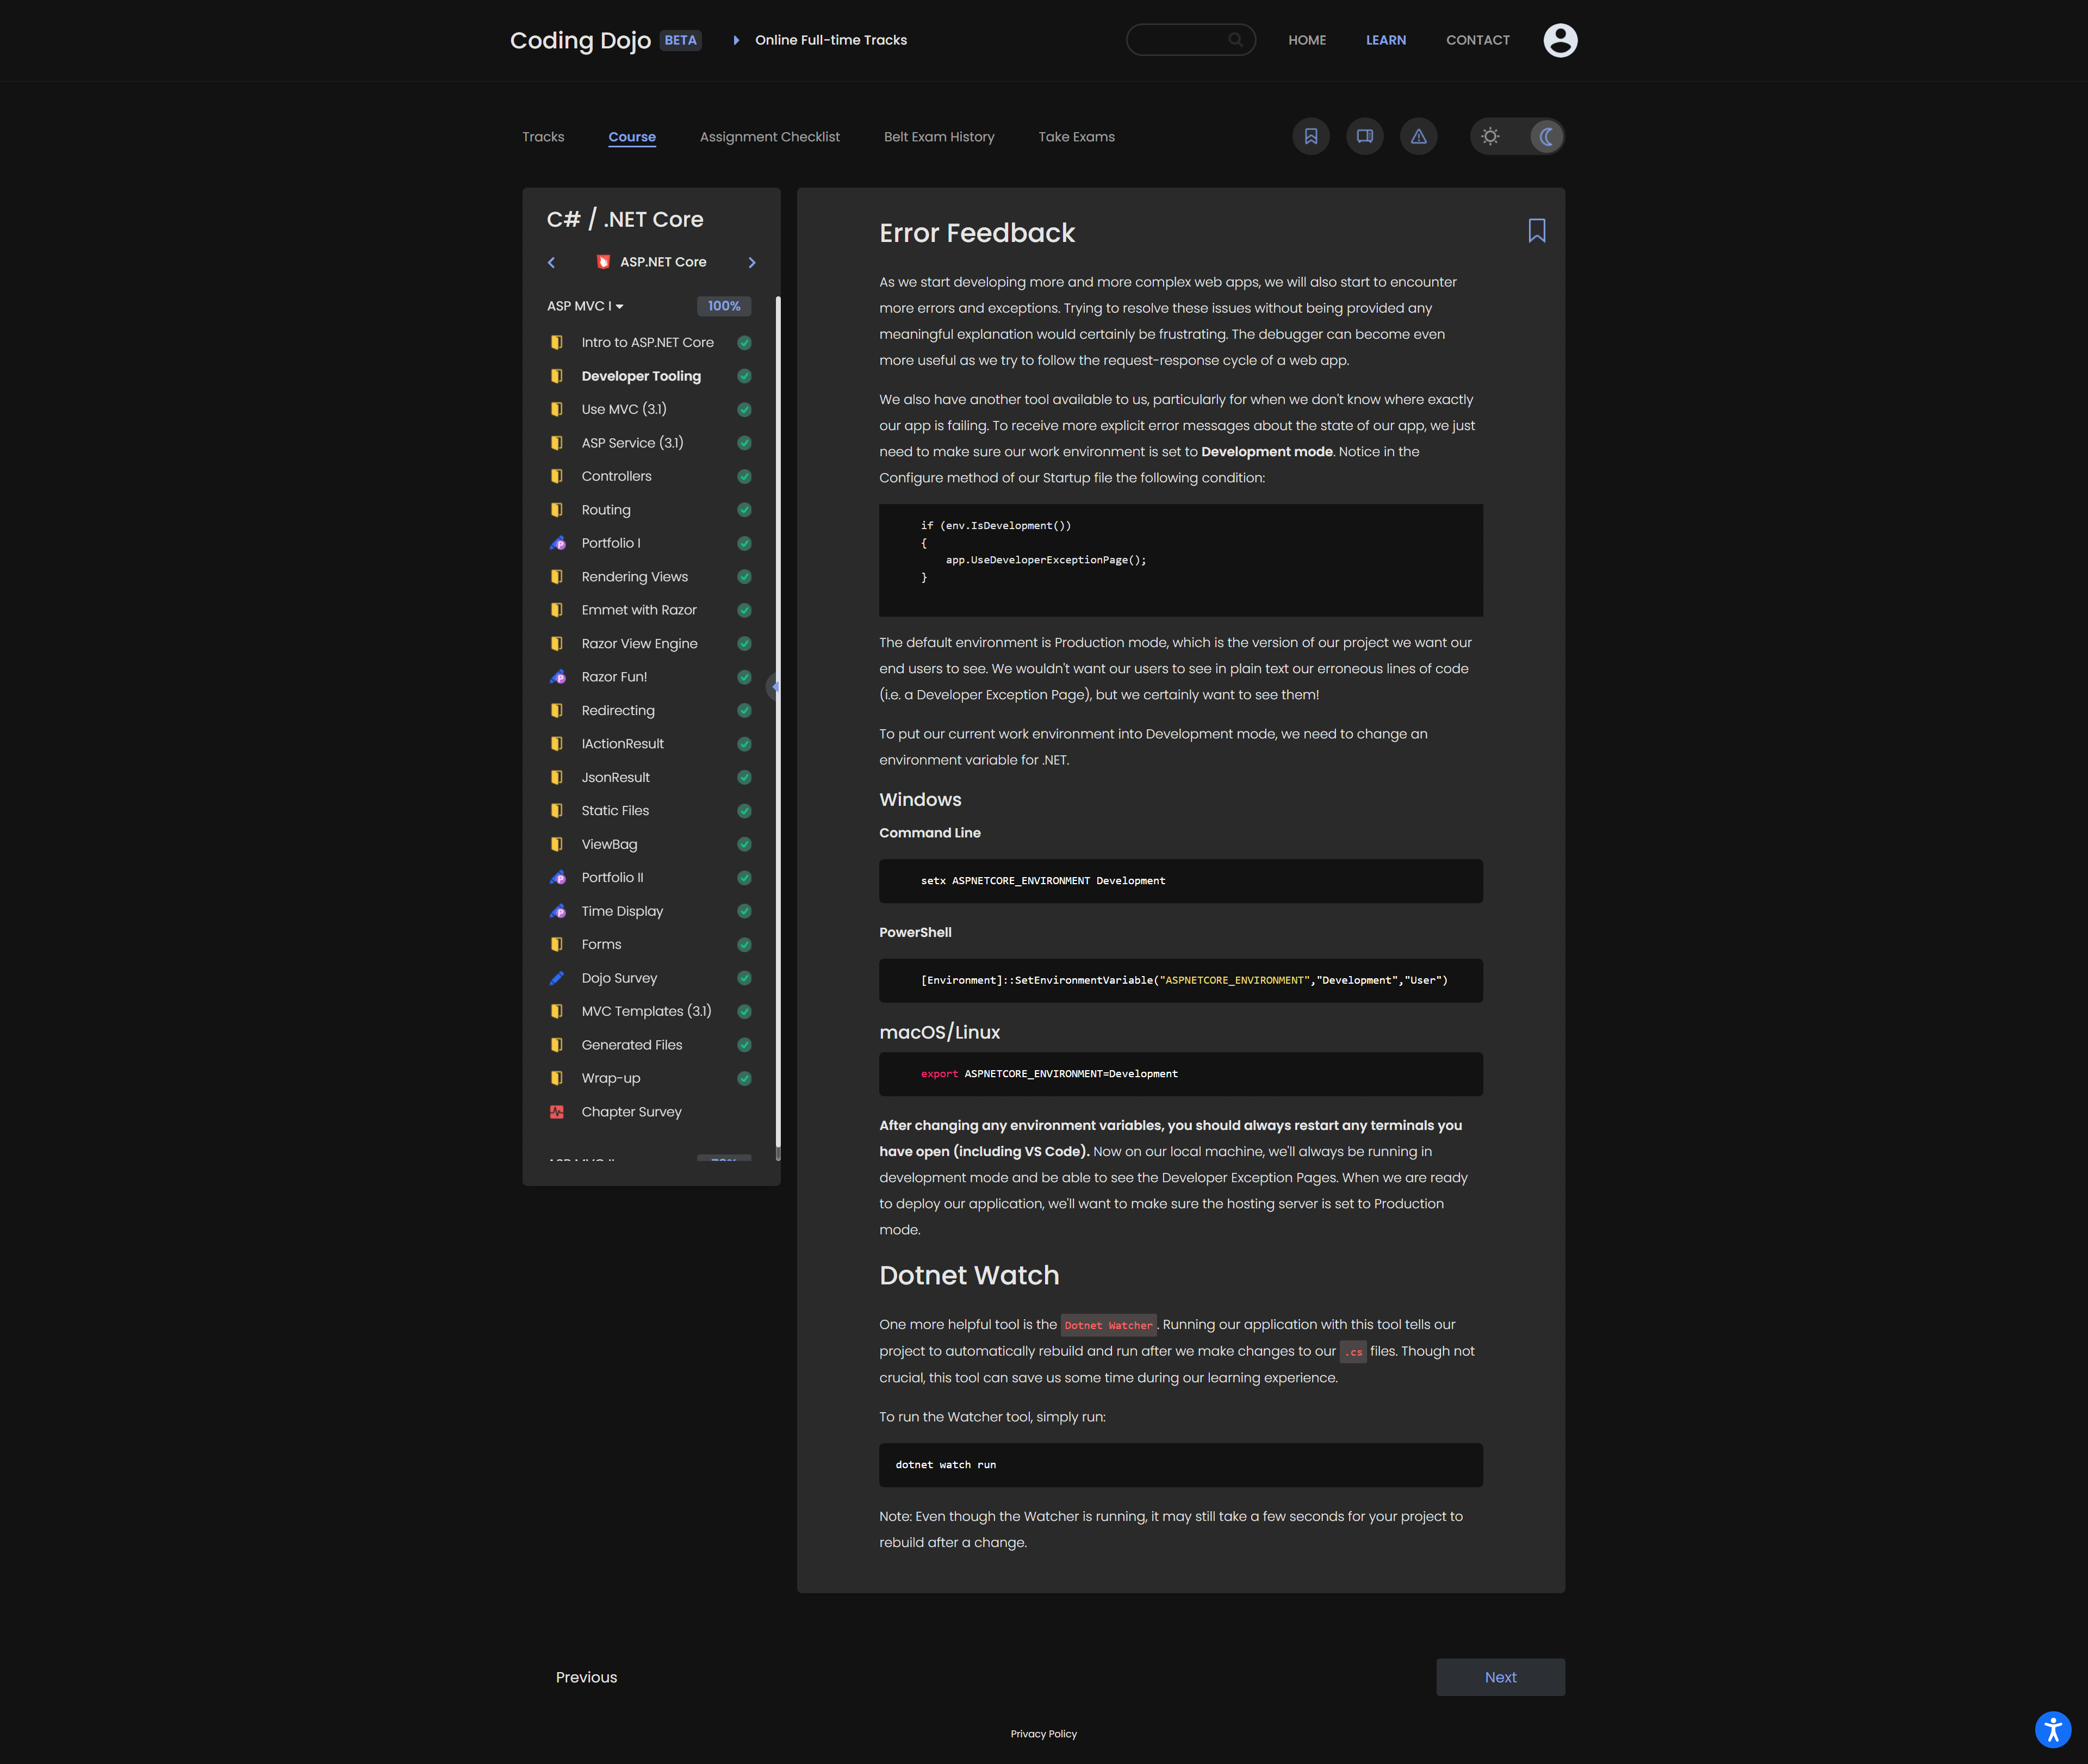 Coding Dojo BETA Online Full-time Tracks HOME LEARN CONTACT
Tracks Course Assignment Checklist Belt Exam History Take Exams
C# / .NET Core
ASP.NET Core
ASP MVC I 100%
Intro to ASP.NET Core
Developer Tooling
Use MVC (3.1)
ASP Service (3.1)
Controllers
Routing
Portfolio I
Rendering Views
Emmet with Razor
Razor View Engine
Razor Fun!
Redirecting
IActionResult
JsonResult
Static Files
ViewBag
Portfolio II
Time Display
Forms
Dojo Survey
MVC Templates (3.1)
Generated Files
Wrap-up
Chapter Survey
Error Feedback
As we start developing more and more complex web apps, we will also start to encounter
more errors and exceptions. Trying to resolve these issues without being provided any
meaningful explanation would certainly be frustrating. The debugger can become even
more useful as we try to follow the request-response cycle of a web app.
We also have another tool available to us, particularly for when we don't know where exactly
our app is failing. To receive more explicit error messages about the state of our app, we just
need to make sure our work environment is set to Development mode. Notice in the
Configure method of our Startup file the following condition:
if (env.IsDevelopment())
{
app.UseDeveloperExceptionPage();
}
The default environment is Production mode, which is the version of our project we want our
end users to see. We wouldn't want our users to see in plain text our erroneous lines of code
(i.e. a Developer Exception Page), but we certainly want to see them!
To put our current work environment into Development mode, we need to change an
environment variable for .NET.
Windows
Command Line
setx ASPNETCORE_ENVIRONMENT Development
PowerShell
[Environment]::SetEnvironmentVariable("ASPNETCORE_ENVIRONMENT","Development","User")
macOS/Linux
export ASPNETCORE_ENVIRONMENT=Development
After changing any environment variables, you should always restart any terminals you
have open (including VS Code). Now on our local machine, we'll always be running in
development mode and be able to see the Developer Exception Pages. When we are ready
to deploy our application, we'll want to make sure the hosting server is set to Production
mode.
Dotnet Watch
One more helpful tool is the Dotnet Watcher. Running our application with this tool tells our
project to automatically rebuild and run after we make changes to our .cs files. Though not
crucial, this tool can save us some time during our learning experience.
To run the Watcher tool, simply run:
dotnet watch run
Note: Even though the Watcher is running, it may still take a few seconds for your project to
rebuild after a change.
Previous Next
Privacy Policy